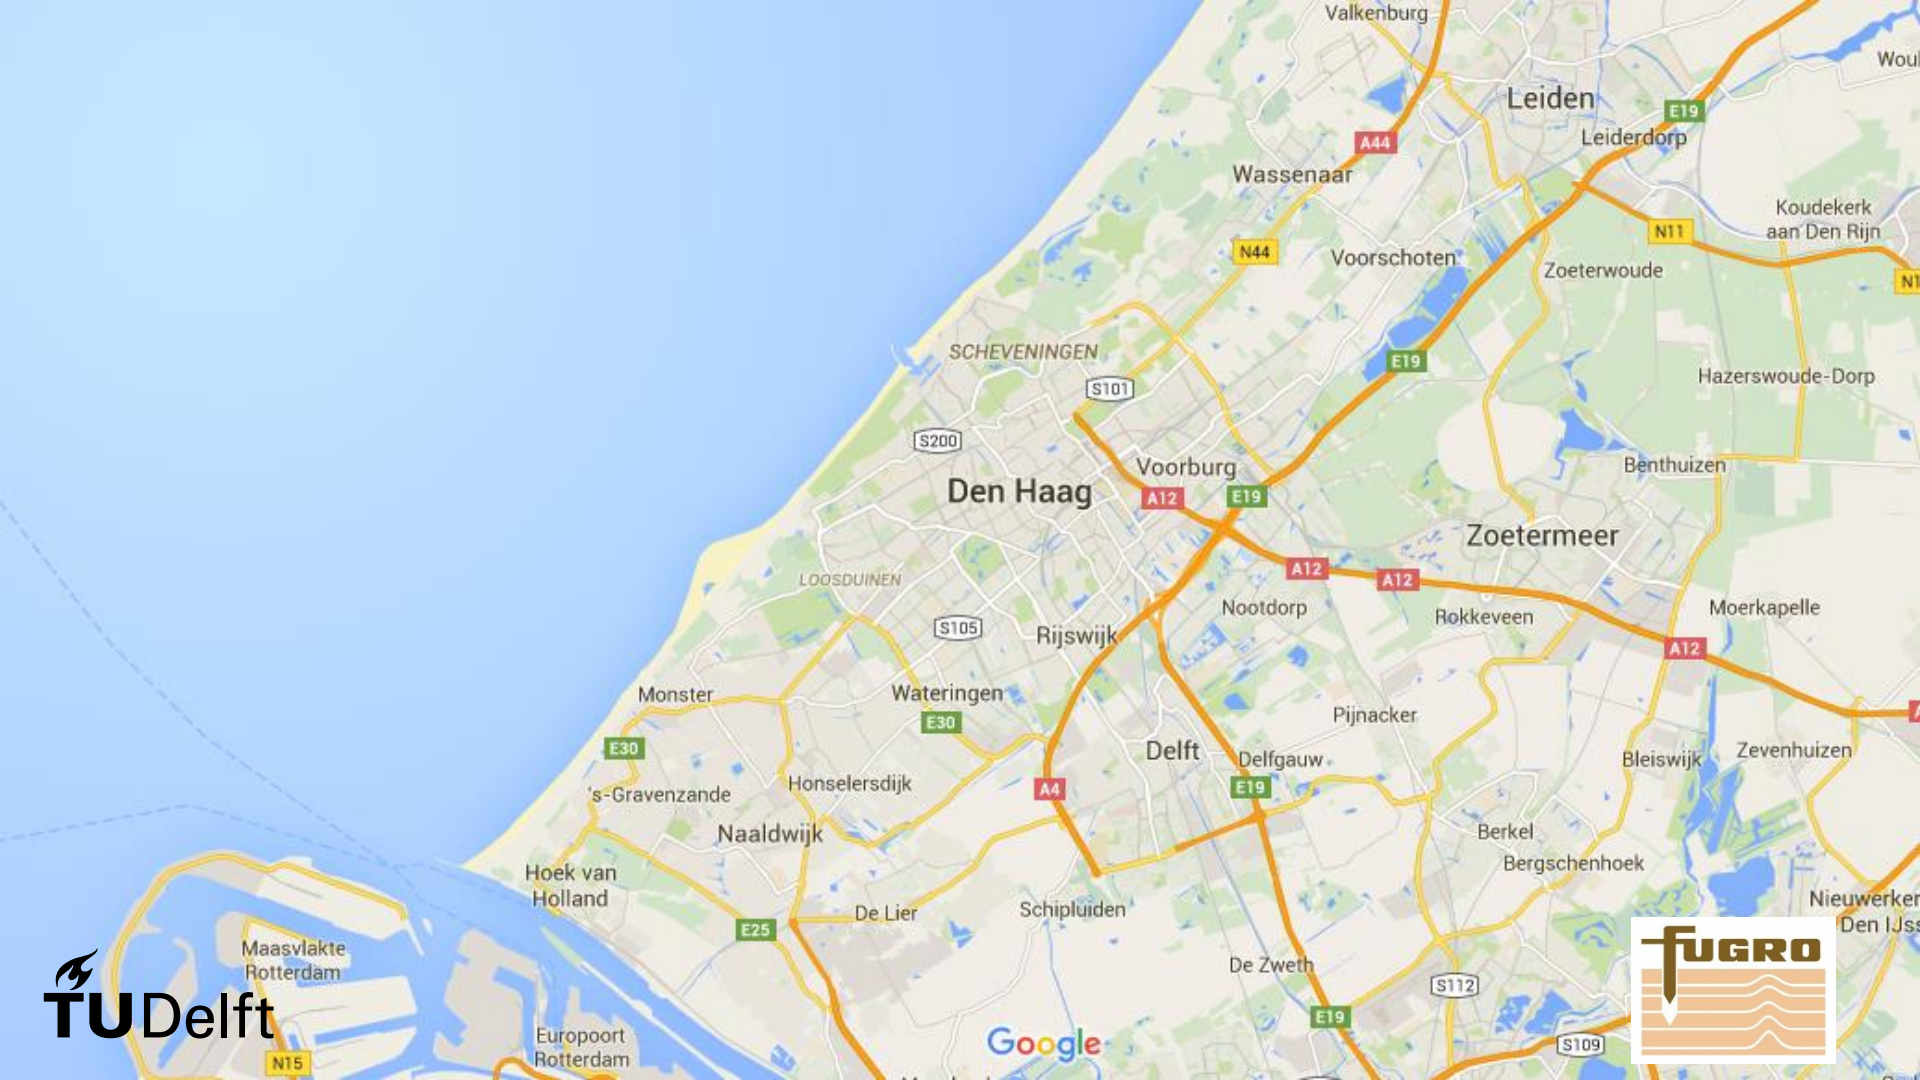 Valkenburg
Leiden
E19
Leiderdorp
A44
Wassenaar
Koudekerk
aan Den Rijn
N11
N44
Voorschoten
Zoeterwoude
SCHEVENINGEN
E19
S101
Hazerswoude-Dorp
S200
Voorburg
Benthuizen
Den Haag
A12
E19
Zoetermeer
A12
A12
LOOSDUINEN
Nootdorp
Rokkeveen
Moerkapelle
S105
Rijswijk
A12
Monster
Wateringen
E30
Pijnacker
E30
Delft
Delfgauw
Bleiswijk
Zevenhuizen
's-Gravenzande
Honselersdijk
A4
E19
Naaldwijk
Berkel
Bergschenhoek
Hoek van
Holland
De Lier
Schipluiden
Nieuwerker
Den IJss
E25
Maasvlakte
Rotterdam
De Zweth
S112
FUGRO
TUDelft
E19
Europoort
Rotterdam
Google
S109
N15